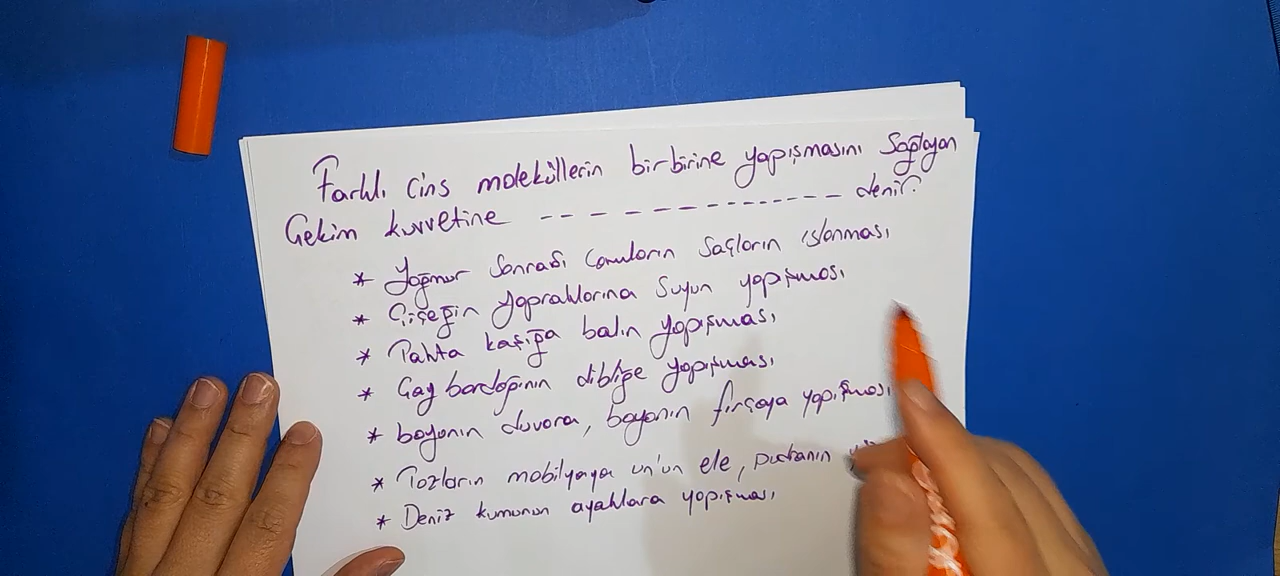 Farklı cins moleküllerin birbirine yapışmasını sağlayan
Çekim kuvvetine ---------------- denir.
* Yağmur sonrası camların saçların ıslanması
* Çiçeğin yapraklarına suyun yapışması
* Tahta kaşığa balın yapışması
* Çay bardağının dibliğe yapışması
* boyanın duvara, boyanın fırçaya yapışması
* Tozların mobilyaya un'un ele, pudranın
* Deniz kumunun ayaklara yapışması